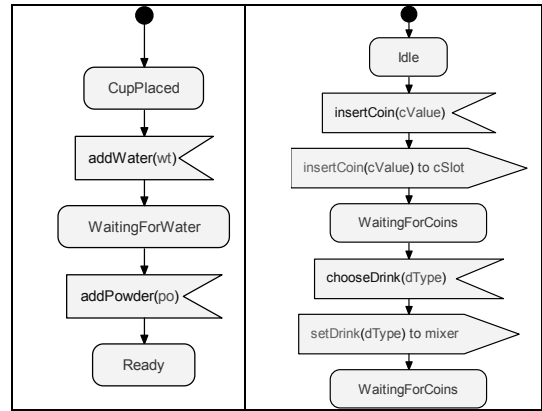 CupPlaced
addWater(wt)
WaitingForWater
addPowder(po)
Ready
Idle
insertCoin(cValue)
insertCoin(cValue) to cSlot
WaitingForCoins
chooseDrink(dType)
setDrink(dType) to mixer
WaitingForCoins